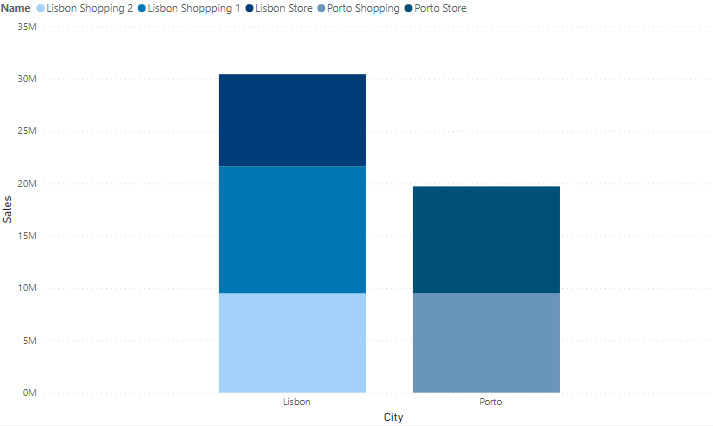 Name Lisbon Shopping 2 Lisbon Shoppping 1 Lisbon Store Porto Shopping Porto Store
35M
30M
25M
20M
15M
10M
5M
0M
Sales
Lisbon Porto
City